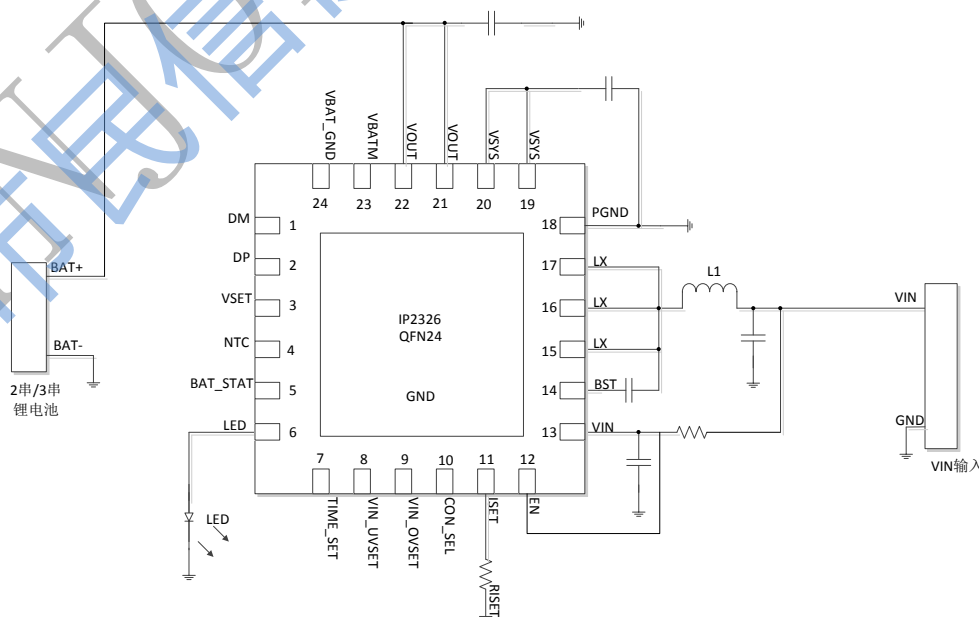 VBAT_GND
VBATM
VOUT
VOUT
VSYS
VSYS
24
23
22
21
20
19
DM
1
DP
2
VSET
3
NTC
4
BAT_STAT
5
LED
6
IP2326
QFN24
GND
18
PGND
17
LX
16
LX
15
LX
14
BST
13
VIN
7
8
9
10
11
12
TIME_SET
VIN_UVSET
VIN_OVSET
CON_SEL
ISET
EN
BAT+
BAT-
2串/3串
锂电池
LED
RISET
L1
VIN
GND
VIN输入